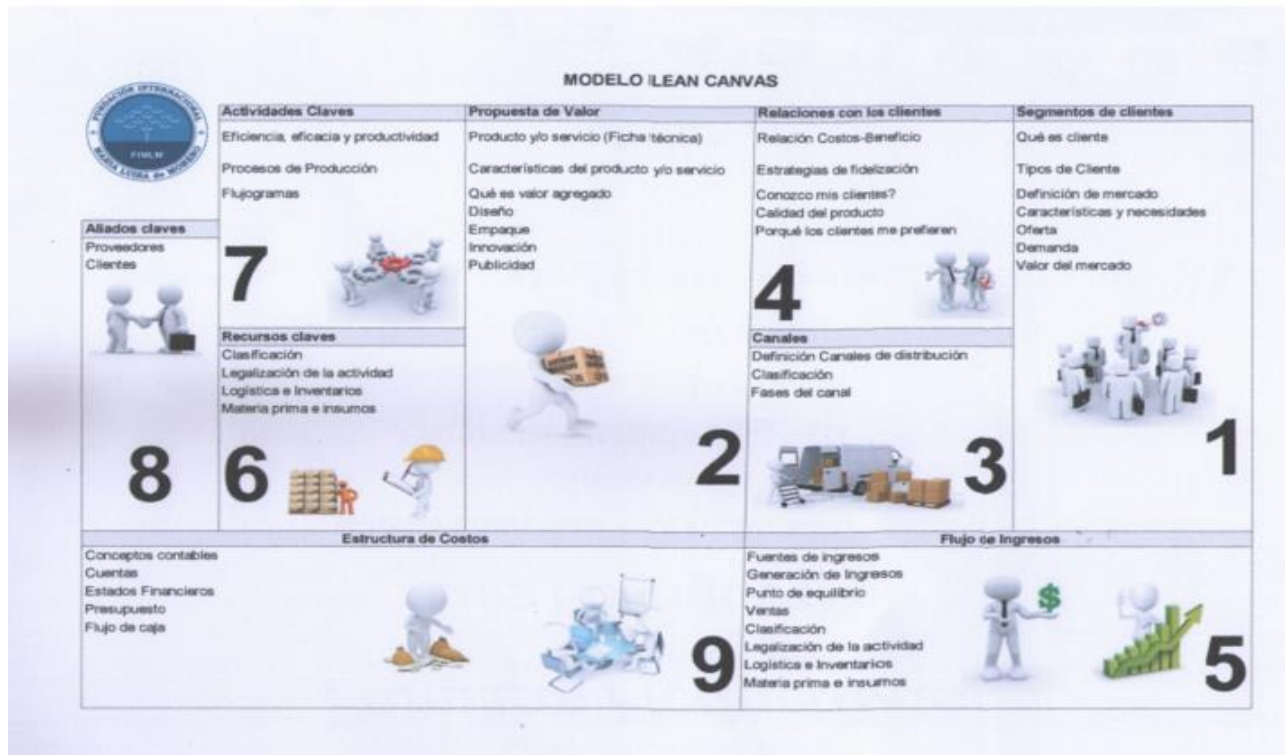 MODELO LEAN CANVAS
FUNDACIÓN INTERNACIONAL
MARÍA LUISA de MORENO
FIMLM
Aliados claves
Proveedores
Clientes
8
Actividades Claves
Eficiencia, eficacia y productividad
Procesos de Producción
Flujogramas
7
Recursos claves
Clasificación
Legalización de la actividad
Logística e Inventarios
Materia prima e insumos
6
Propuesta de Valor
Producto y/o servicio (Ficha técnica)
Características del producto y/o servicio
Qué es valor agregado
Diseño
Empaque
Innovación
Publicidad
2
Relaciones con los clientes
Relación Costos-Beneficio
Estrategias de fidelización
Conozco mis clientes?
Calidad del producto
Porqué los clientes me prefieren
4
Canales
Definición Canales de distribución
Clasificación
Fases del canal
3
Segmentos de clientes
Qué es cliente
Tipos de Cliente
Definición de mercado
Características y necesidades
Oferta
Demanda
Valor del mercado
1
Estructura de Costos
Conceptos contables
Cuentas
Estados Financieros
Presupuesto
Flujo de caja
9
Flujo de Ingresos
Fuentes de ingresos
Generación de Ingresos
Punto de equilibrio
Ventas
Clasificación
Legalización de la actividad
Logística e Inventarios
Materia prima e insumos
5